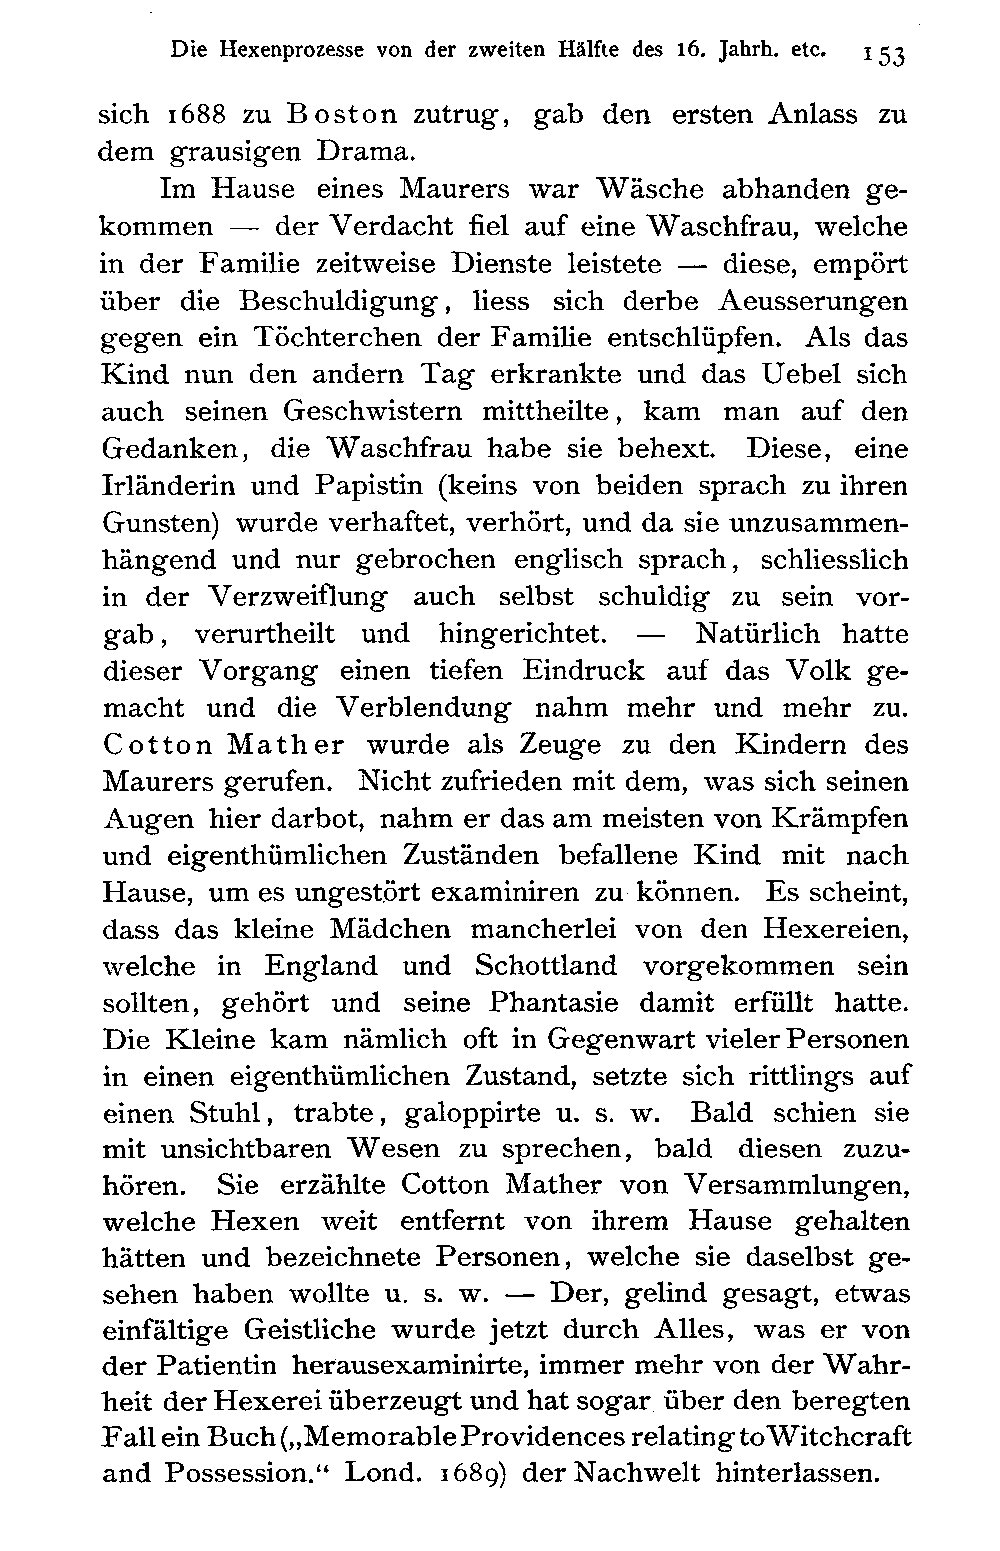 Die Hexenprozesse von der zweiten Hälfte des 16. Jahrh. etc. 153
sich 1688 zu Boston zutrug, gab den ersten Anlass zu
dem grausigen Drama.
Im Hause eines Maurers war Wäsche abhanden ge-
kommen — der Verdacht fiel auf eine Waschfrau, welche
in der Familie zeitweise Dienste leistete — diese, empört
über die Beschuldigung, liess sich derbe Aeusserungen
gegen ein Töchterchen der Familie entschlüpfen. Als das
Kind nun den andern Tag erkrankte und das Uebel sich
auch seinen Geschwistern mittheilte, kam man auf den
Gedanken, die Waschfrau habe sie behext. Diese, eine
Irländerin und Papistin (keins von beiden sprach zu ihren
Gunsten) wurde verhaftet, verhört, und da sie unzusammen-
hängend und nur gebrochen englisch sprach, schliesslich
in der Verzweiflung auch selbst schuldig zu sein vor-
gab, verurtheilt und hingerichtet. — Natürlich hatte
dieser Vorgang einen tiefen Eindruck auf das Volk ge-
macht und die Verblendung nahm mehr und mehr zu.
Cotton Mather wurde als Zeuge zu den Kindern des
Maurers gerufen. Nicht zufrieden mit dem, was sich seinen
Augen hier darbot, nahm er das am meisten von Krämpfen
und eigenthümlichen Zuständen befallene Kind mit nach
Hause, um es ungestört examiniren zu können. Es scheint,
dass das kleine Mädchen mancherlei von den Hexereien,
welche in England und Schottland vorgekommen sein
sollten, gehört und seine Phantasie damit erfüllt hatte.
Die Kleine kam nämlich oft in Gegenwart vieler Personen
in einen eigenthümlichen Zustand, setzte sich rittlings auf
einen Stuhl, trabte, galoppirte u. s. w. Bald schien sie
mit unsichtbaren Wesen zu sprechen, bald diesen zuzu-
hören. Sie erzählte Cotton Mather von Versammlungen,
welche Hexen weit entfernt von ihrem Hause gehalten
hätten und bezeichnete Personen, welche sie daselbst ge-
sehen haben wollte u. s. w. — Der, gelind gesagt, etwas
einfältige Geistliche wurde jetzt durch Alles, was er von
der Patientin herausexaminirte, immer mehr von der Wahr-
heit der Hexerei überzeugt und hat sogar über den beregten
Fall ein Buch („Memorable Providences relating to Witchcraft
and Possession.“ Lond. 1689) der Nachwelt hinterlassen.